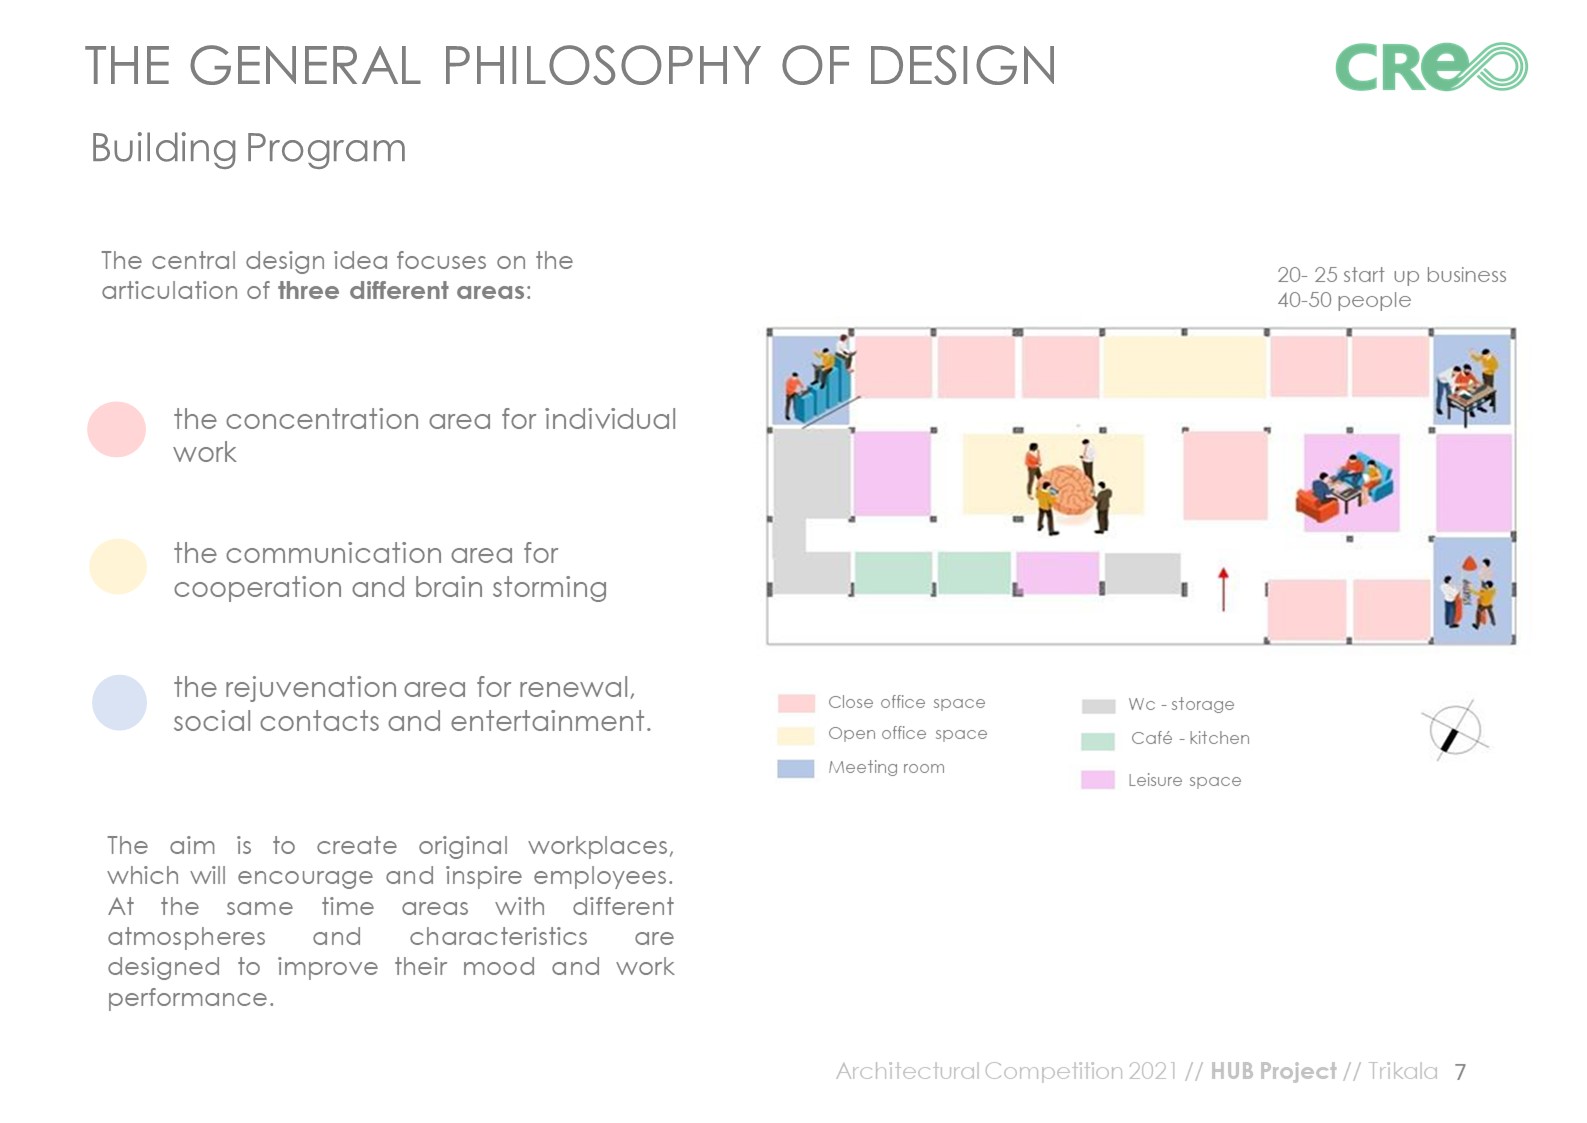 THE GENERAL PHILOSOPHY OF DESIGN
CREO
Building Program
The central design idea focuses on the
articulation of three different areas:
the concentration area for individual
work
the communication area for
cooperation and brain storming
the rejuvenation area for renewal,
social contacts and entertainment.
The aim is to create original workplaces,
which will encourage and inspire employees.
At the same time areas with different
atmospheres and characteristics are
designed to improve their mood and work
performance.
20- 25 start up business
40-50 people
STARTUP
Close office space
Open office space
Meeting room
Wc - storage
Café - kitchen
Leisure space
Architectural Competition 2021 // HUB Project // Trikala 7